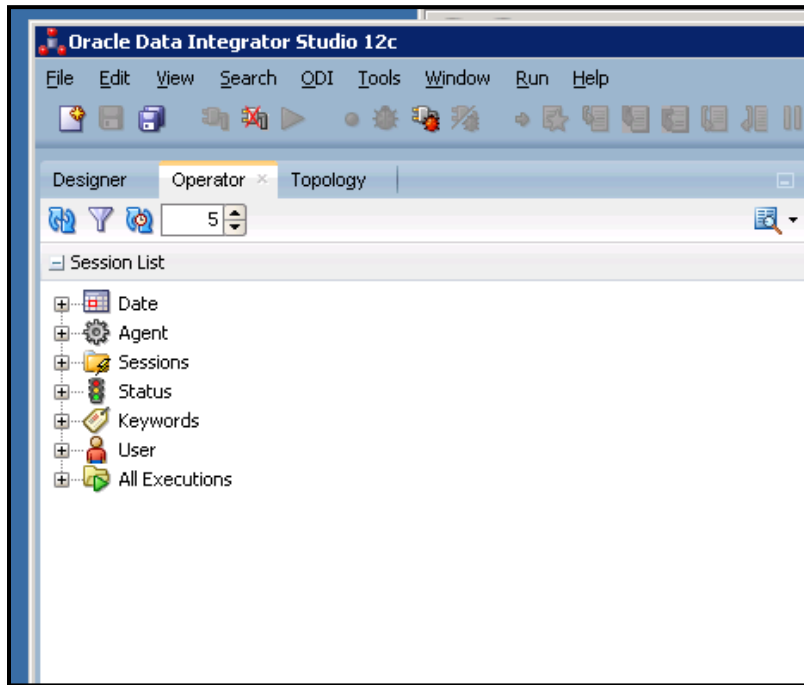 Oracle Data Integrator Studio 12c
File Edit View Search ODI Tools Window Run Help
Designer Operator Topology
5
Session List
Date
Agent
Sessions
Status
Keywords
User
All Executions